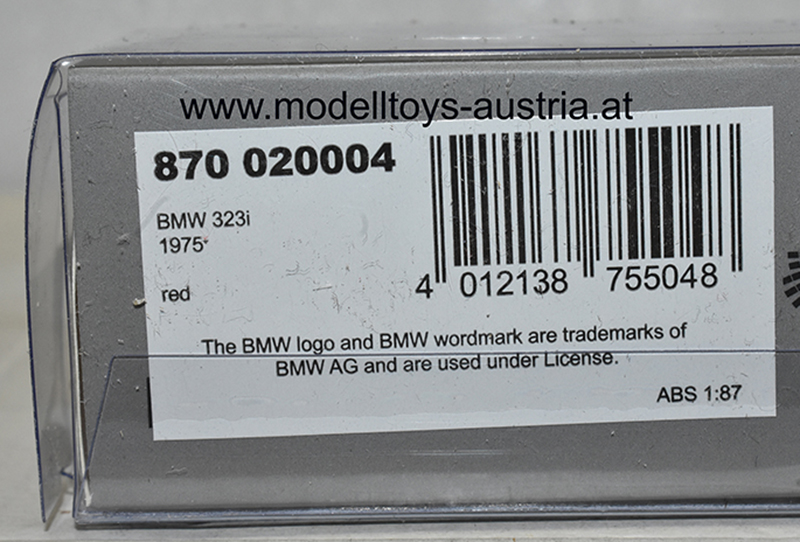 www.modelltoys-austria.at
870 020004
BMW 323i
1975
red
4 012138 755048
The BMW logo and BMW wordmark are trademarks of
BMW AG and are used under License.
ABS 1:87